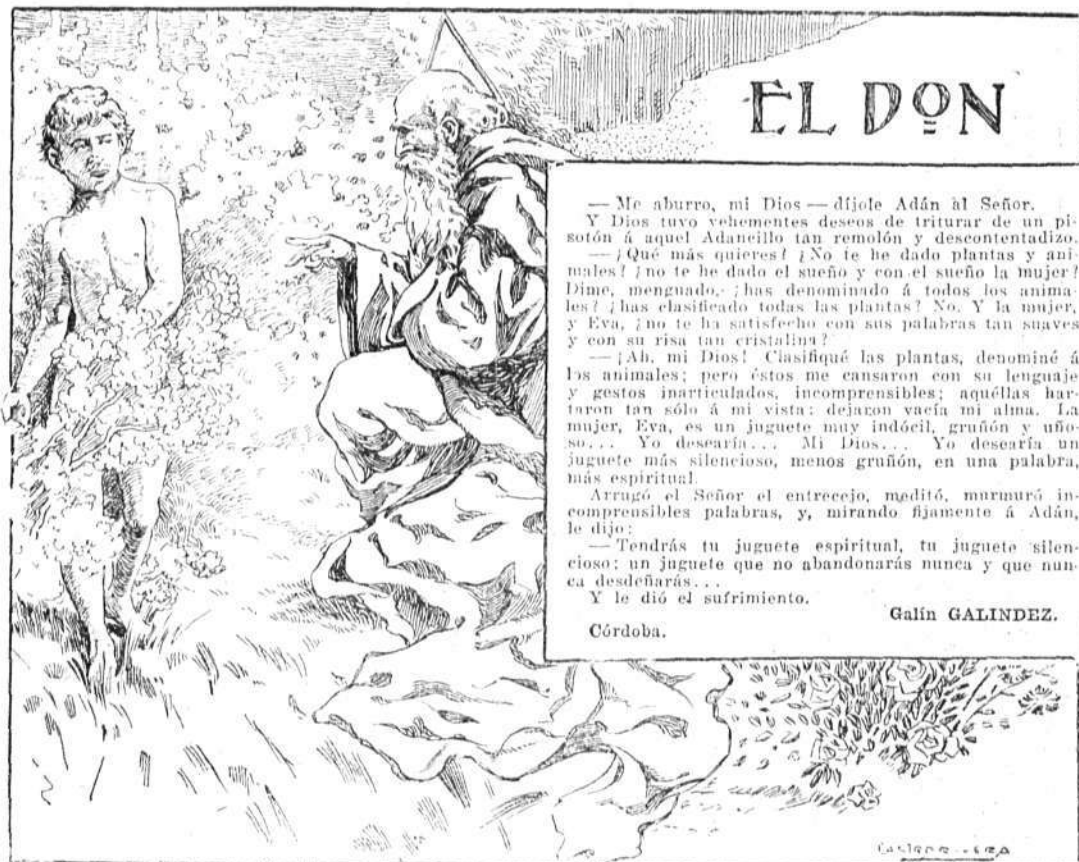 EL DON
— Me aburro, mi Dios — díjole Adán al Señor.
Y Dios tuvo vehementes deseos de triturar de un pi-
sotón á aquel Adancillo tan remolón y descontentadizo.
— ¿Qué más quieres? ¿No te he dado plantas y ani-
males? ¿no te he dado el sueño y con el sueño la mujer?
Dime, menguado, ¿has denominado á todos los anima-
les? ¿has clasificado todas las plantas? No. Y la mujer,
y Eva, ¿no te ha satisfecho con sus palabras tan suaves
y con su risa tan cristalina?
— ¡Ah, mi Dios! Clasifiqué las plantas, denominé á
los animales; pero éstos me cansaron con su lenguaje
y gestos inarticulados, incomprensibles; aquéllas har-
taron tan sólo á mi vista: dejaron vacía mi alma. La
mujer, Eva, es un juguete muy indócil, gruñón y uño-
so... Yo desearía... Mi Dios... Yo desearía un
juguete más silencioso, menos gruñón, en una palabra,
más espiritual.
Arrugó el Señor el entrecejo, meditó, murmuró in-
comprensibles palabras, y, mirando fijamente á Adán,
le dijo:
— Tendrás tu juguete espiritual, tu juguete silen-
cioso; un juguete que no abandonarás nunca y que nun-
ca desdeñarás...
Y le dió el sufrimiento.
Galín GALINDEZ.
Córdoba.